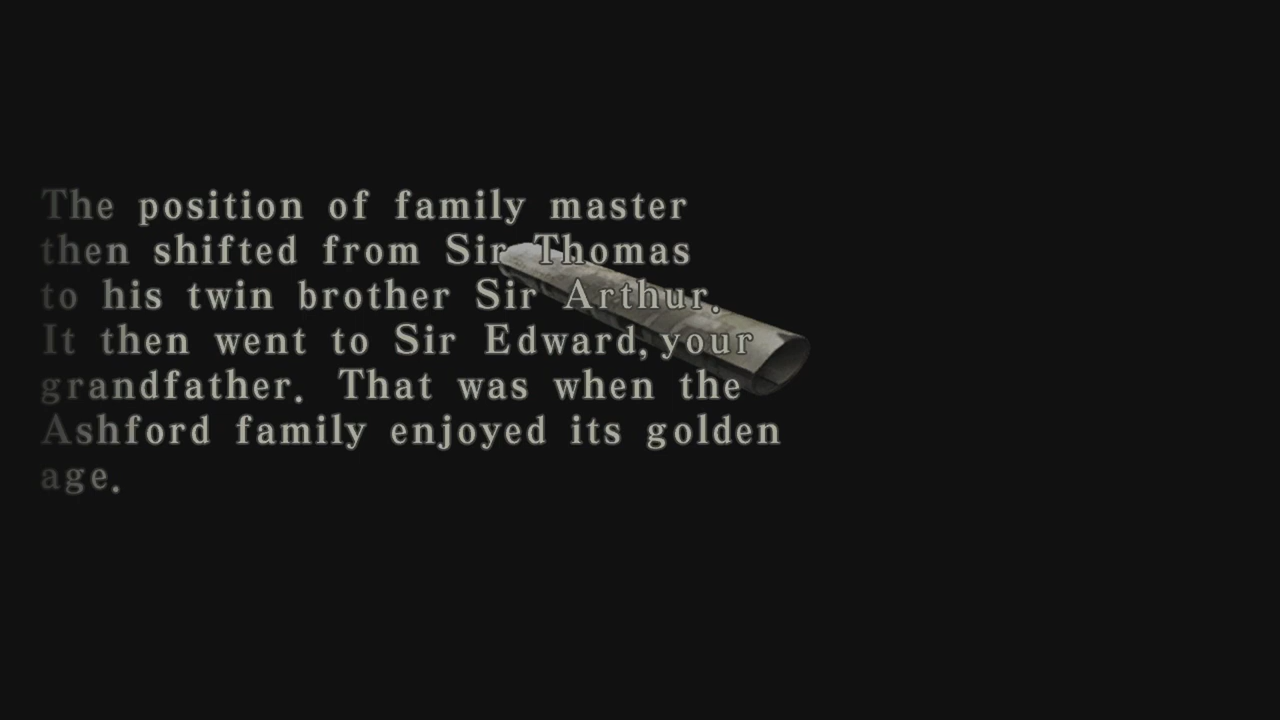 The position of family master
then shifted from Sir Thomas
to his twin brother Sir Arthur.
It then went to Sir Edward, your
grandfather. That was when the
Ashford family enjoyed its golden
age.